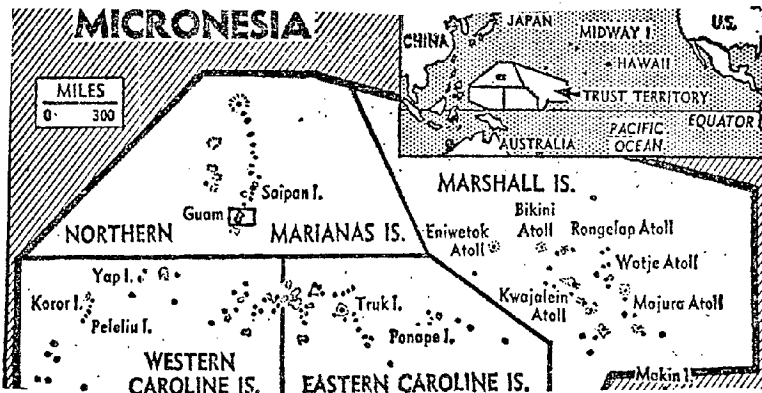 MICRONESIA
MILES
0 300
JAPAN
CHINA
MIDWAY I.
U.S.
HAWAII
TRUST TERRITORY
EQUATOR
PACIFIC
OCEAN
AUSTRALIA
Saipan I.
Guam
NORTHERN MARIANAS IS.
MARSHALL IS.
Bikini
Atoll
Eniwetok
Atoll
Rongelap Atoll
Wotje Atoll
Kwajalein
Atoll
Majura Atoll
Yap I.
Koror I.
Peleliu I.
Truk I.
Ponape I.
WESTERN
CAROLINE IS.
EASTERN CAROLINE IS.
Makin I.